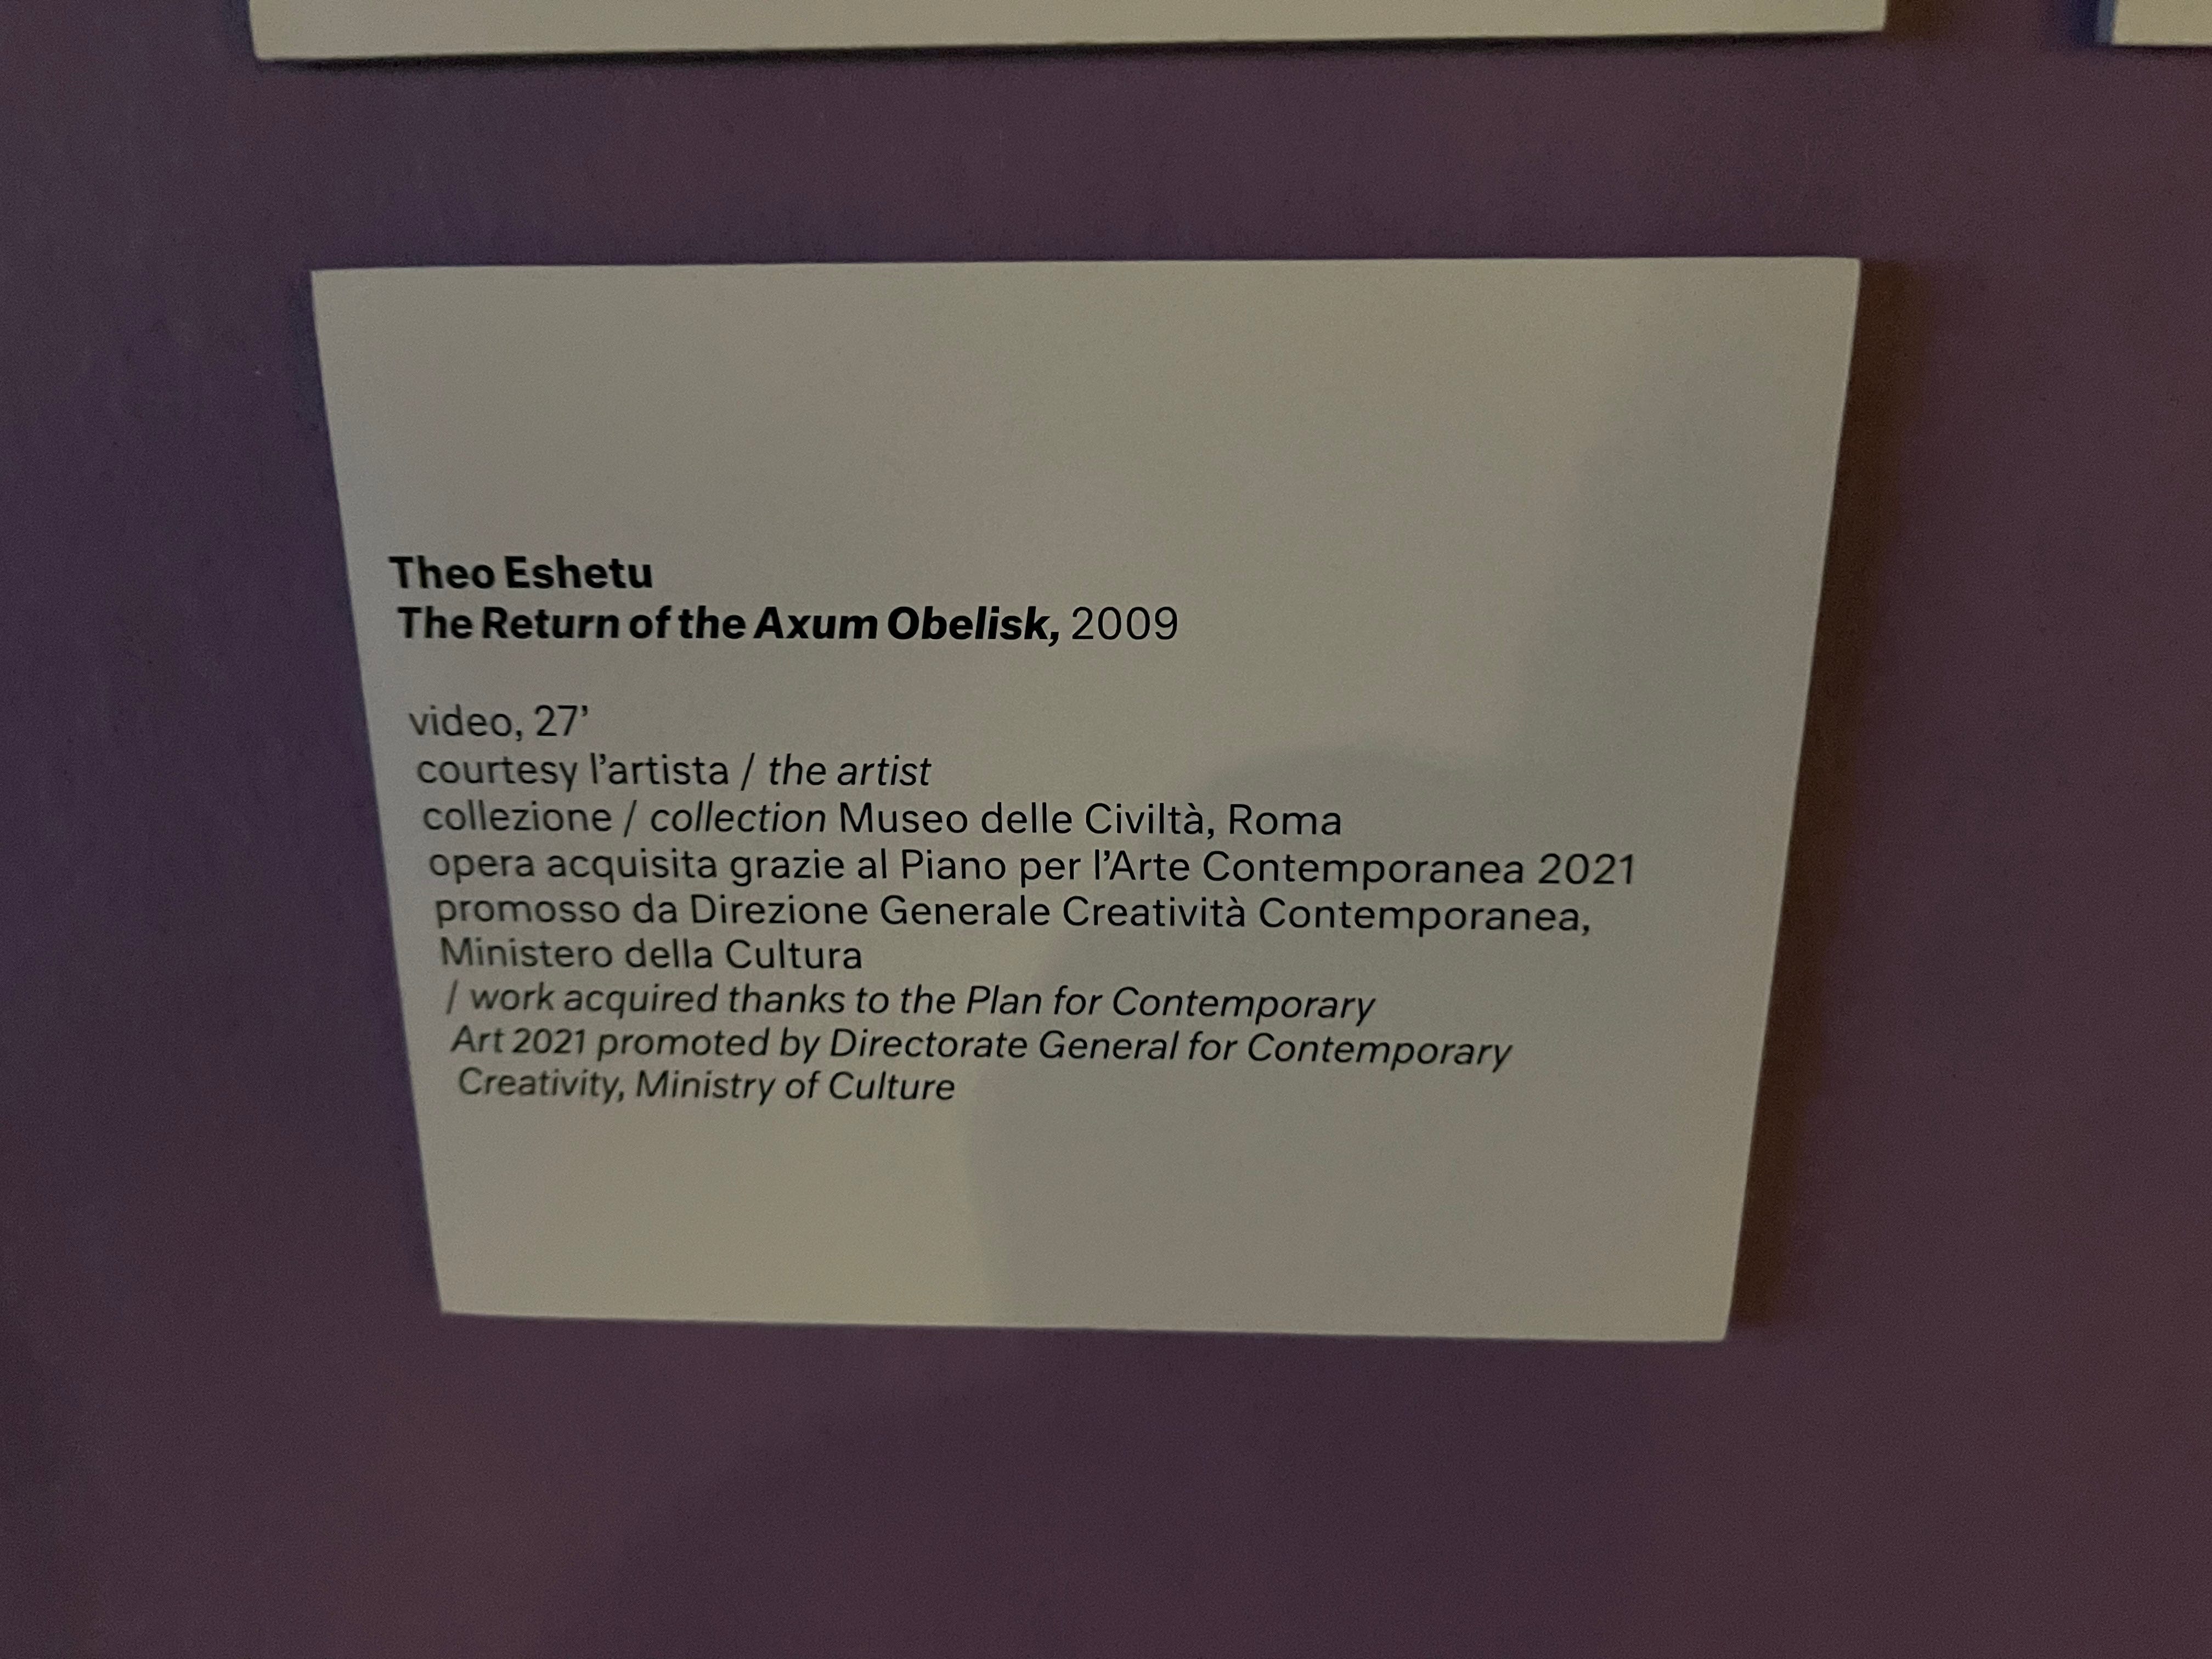 Theo Eshetu
The Return of the Axum Obelisk, 2009
video, 27’
courtesy l’artista / the artist
collezione / collection Museo delle Civiltà, Roma
opera acquisita grazie al Piano per l’Arte Contemporanea 2021
promosso da Direzione Generale Creatività Contemporanea,
Ministero della Cultura
/ work acquired thanks to the Plan for Contemporary
Art 2021 promoted by Directorate General for Contemporary
Creativity, Ministry of Culture